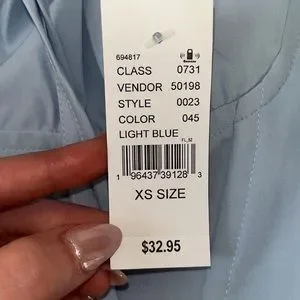 694817
CLASS 0731
VENDOR 50198
STYLE 0023
COLOR 045
LIGHT BLUE
FL_52
1 96437 39128 3
XS SIZE
$32.95